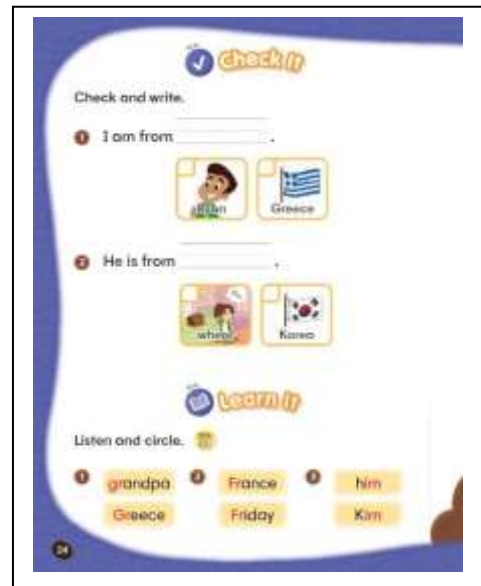 Check It
Check and write.
1 I am from .
Greece
2 He is from .
Korea
Learn It
Listen and circle.
1 grandpa 2 France 3 him
Greece Friday Kim
24